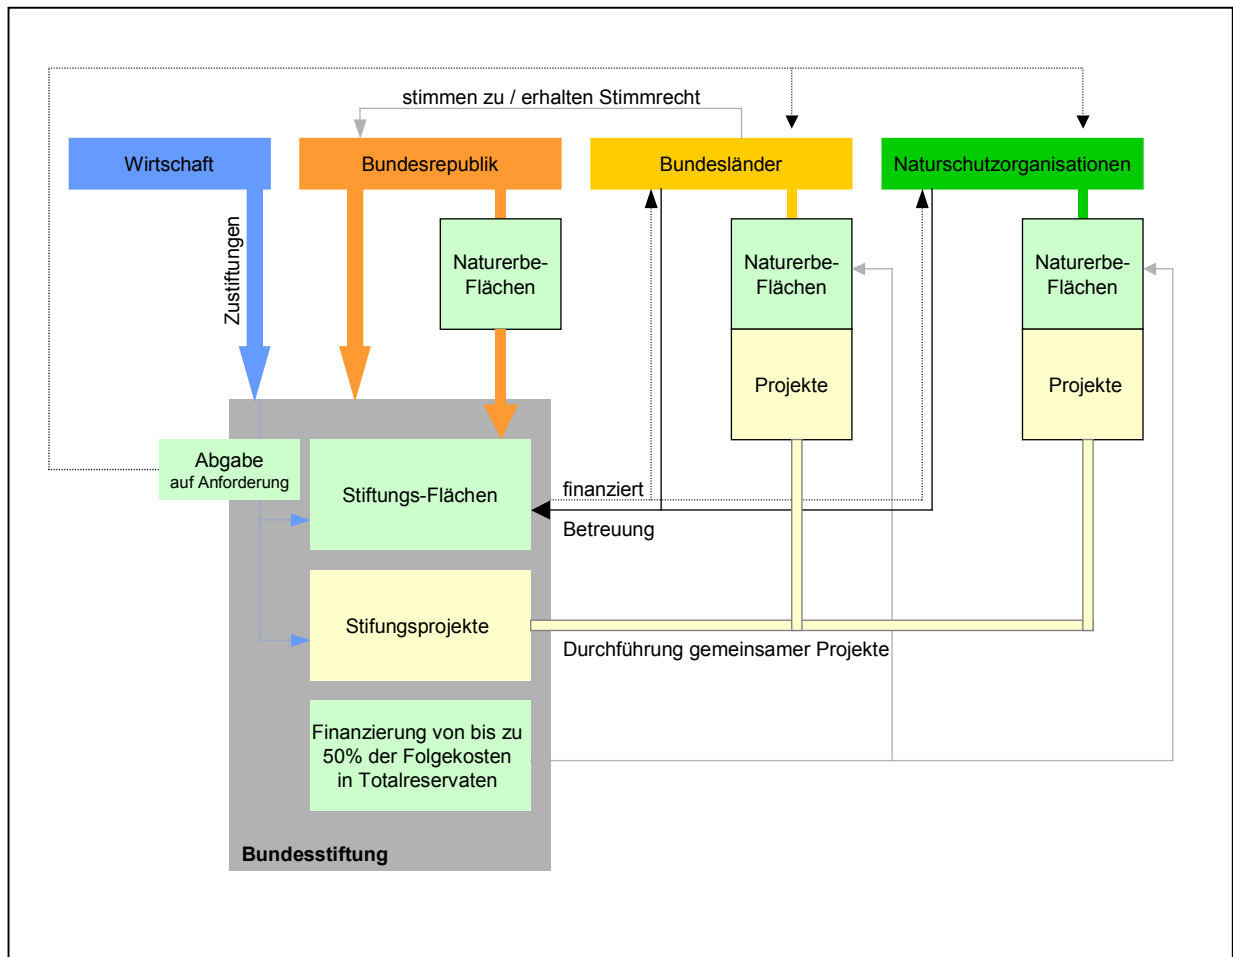 stimmen zu / erhalten Stimmrecht
Wirtschaft
Bundesrepublik
Bundesländer
Naturschutzorganisationen
Zustiftungen
Naturerbe-
Flächen
Naturerbe-
Flächen
Naturerbe-
Flächen
Projekte
Projekte
Abgabe
auf Anforderung
Stiftungs-Flächen
finanziert
Betreuung
Stifungsprojekte
Durchführung gemeinsamer Projekte
Finanzierung von bis zu
50% der Folgekosten
in Totalreservaten
Bundesstiftung